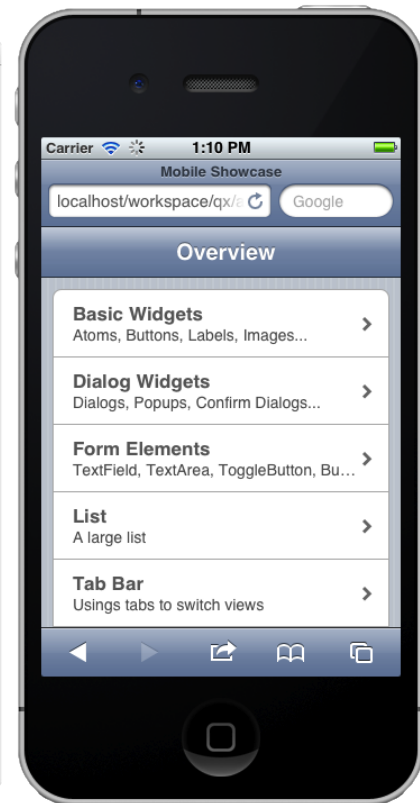 Carrier 1:10 PM
Mobile Showcase
localhost/workspace/qx/a Google
Overview
Basic Widgets
Atoms, Buttons, Labels, Images...
Dialog Widgets
Dialogs, Popups, Confirm Dialogs...
Form Elements
TextField, TextArea, ToggleButton, Bu...
List
A large list
Tab Bar
Usings tabs to switch views